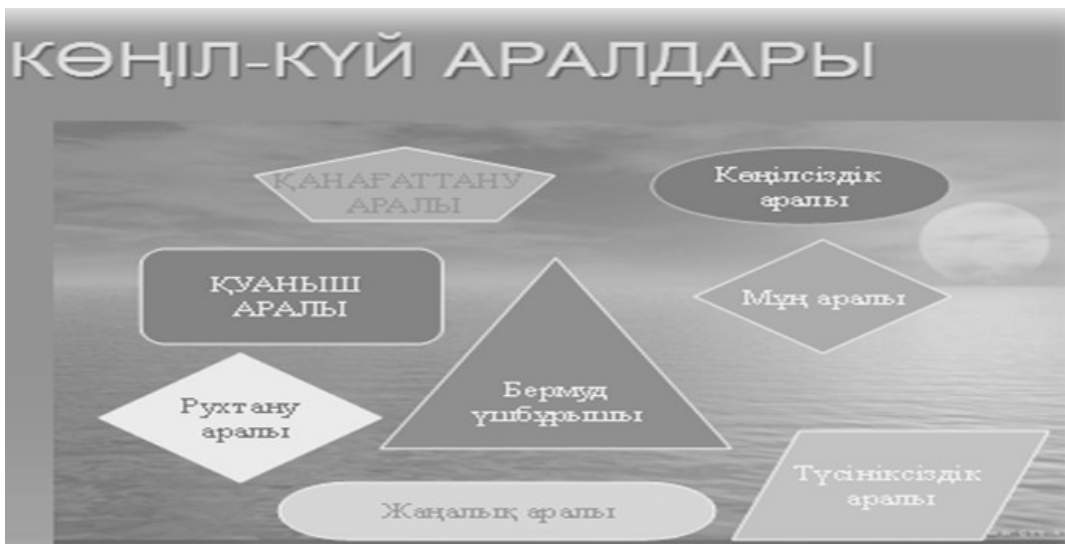 КӨҢІЛ-КҮЙ АРАЛДАРЫ
ҚАНАҒАТТАНУ
АРАЛЫ
Көңілсіздік
аралы
ҚУАНЫШ
АРАЛЫ
Мұң аралы
Рухтану
аралы
Бермуд
үшбұрышы
Түсініксіздік
аралы
Жаңалық аралы